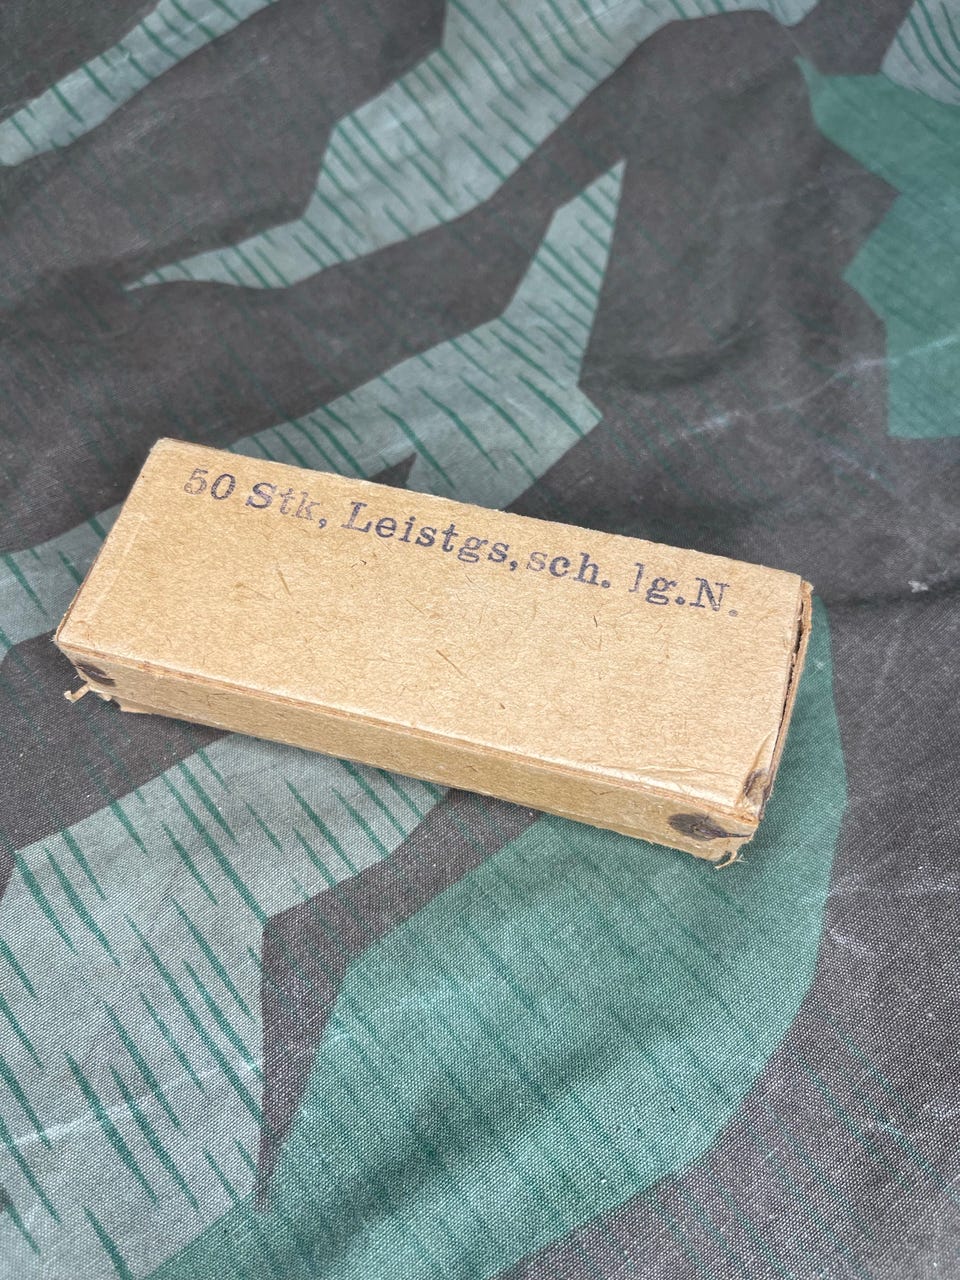 50 Stk, Leistgs,sch. lg.N.